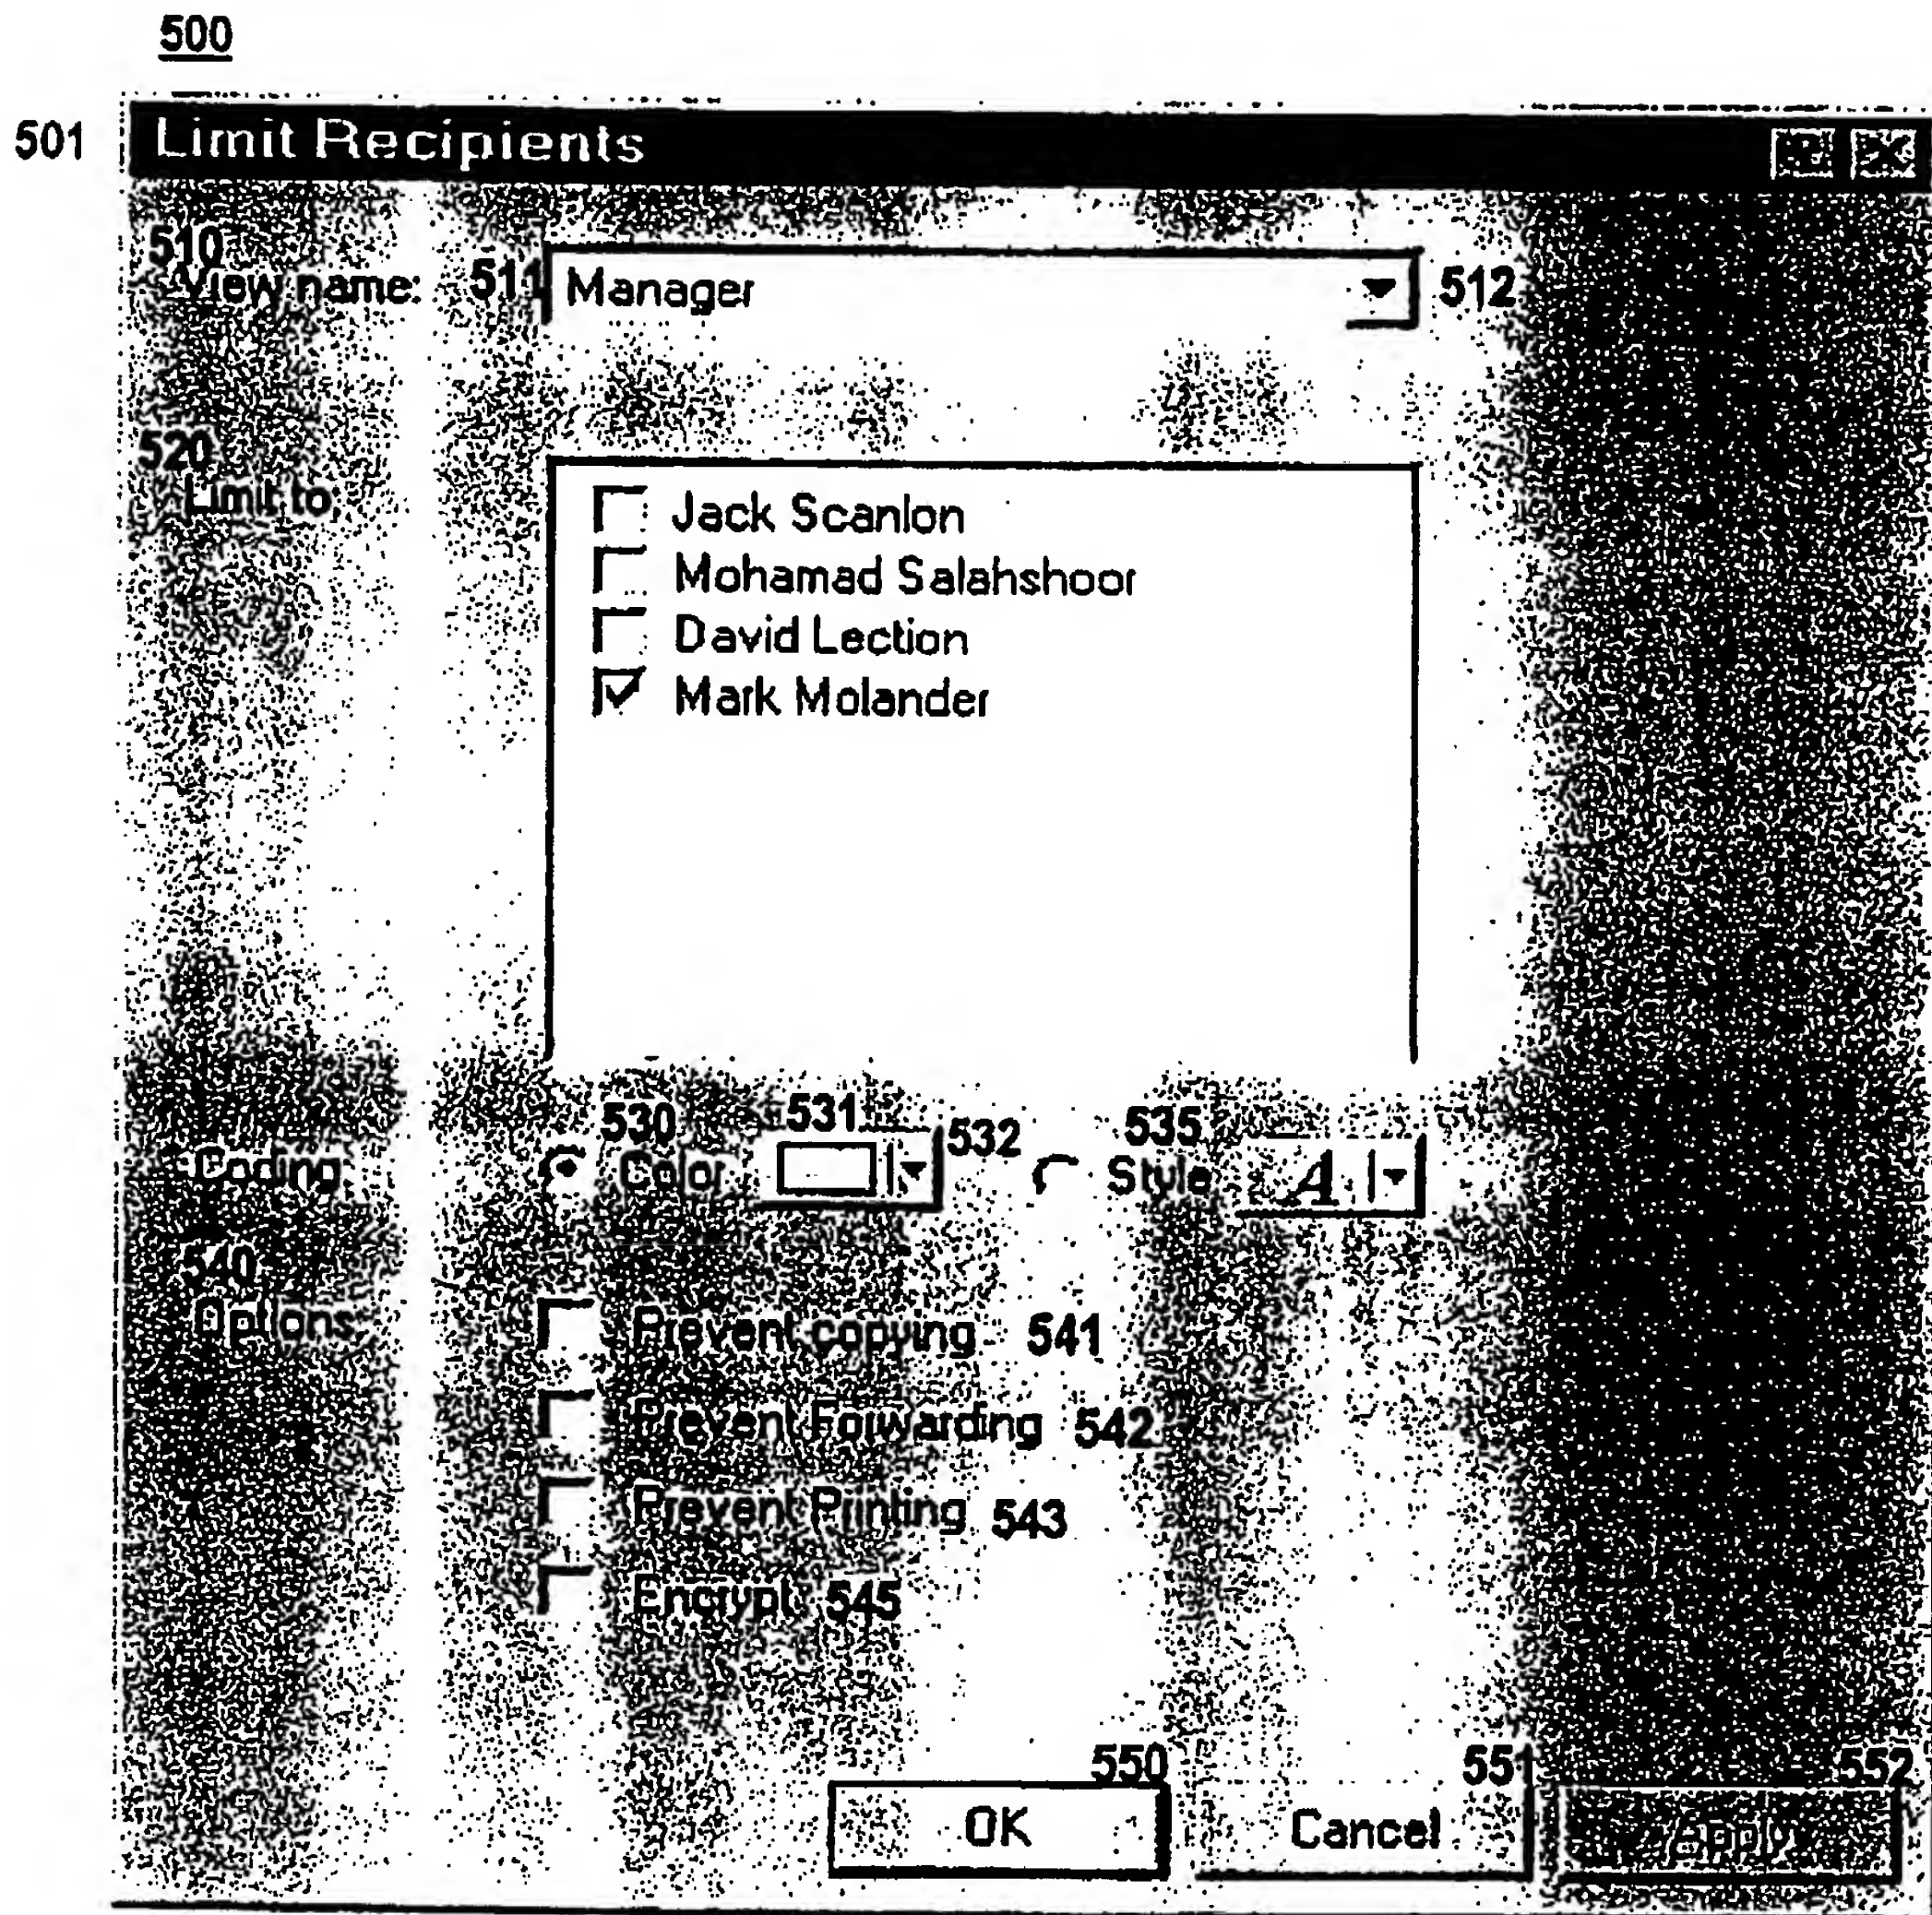 500
501 Limit Recipients
510
View name: 511 Manager 512
520
Limit to
Jack Scanlon
Mohamad Salahshoor
David Lection
Mark Molander
530 531 532 535
Coding Color Style A
540
Options
Prevent copying 541
Prevent Forwarding 542
Prevent Printing 543
Encrypt 545
550 551 552
OK Cancel Apply